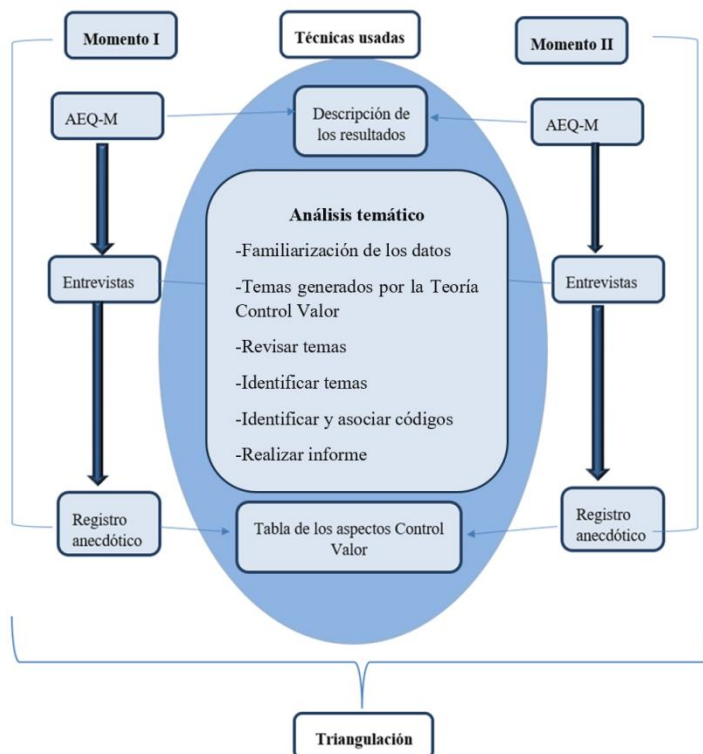 Momento I
Técnicas usadas
Momento II
AEQ-M
Descripción de
los resultados
AEQ-M
Análisis temático
-Familiarización de los datos
-Temas generados por la Teoría
Control Valor
-Revisar temas
-Identificar temas
-Identificar y asociar códigos
-Realizar informe
Entrevistas
Entrevistas
Registro
anecdótico
Tabla de los aspectos Control
Valor
Registro
anecdótico
Triangulación